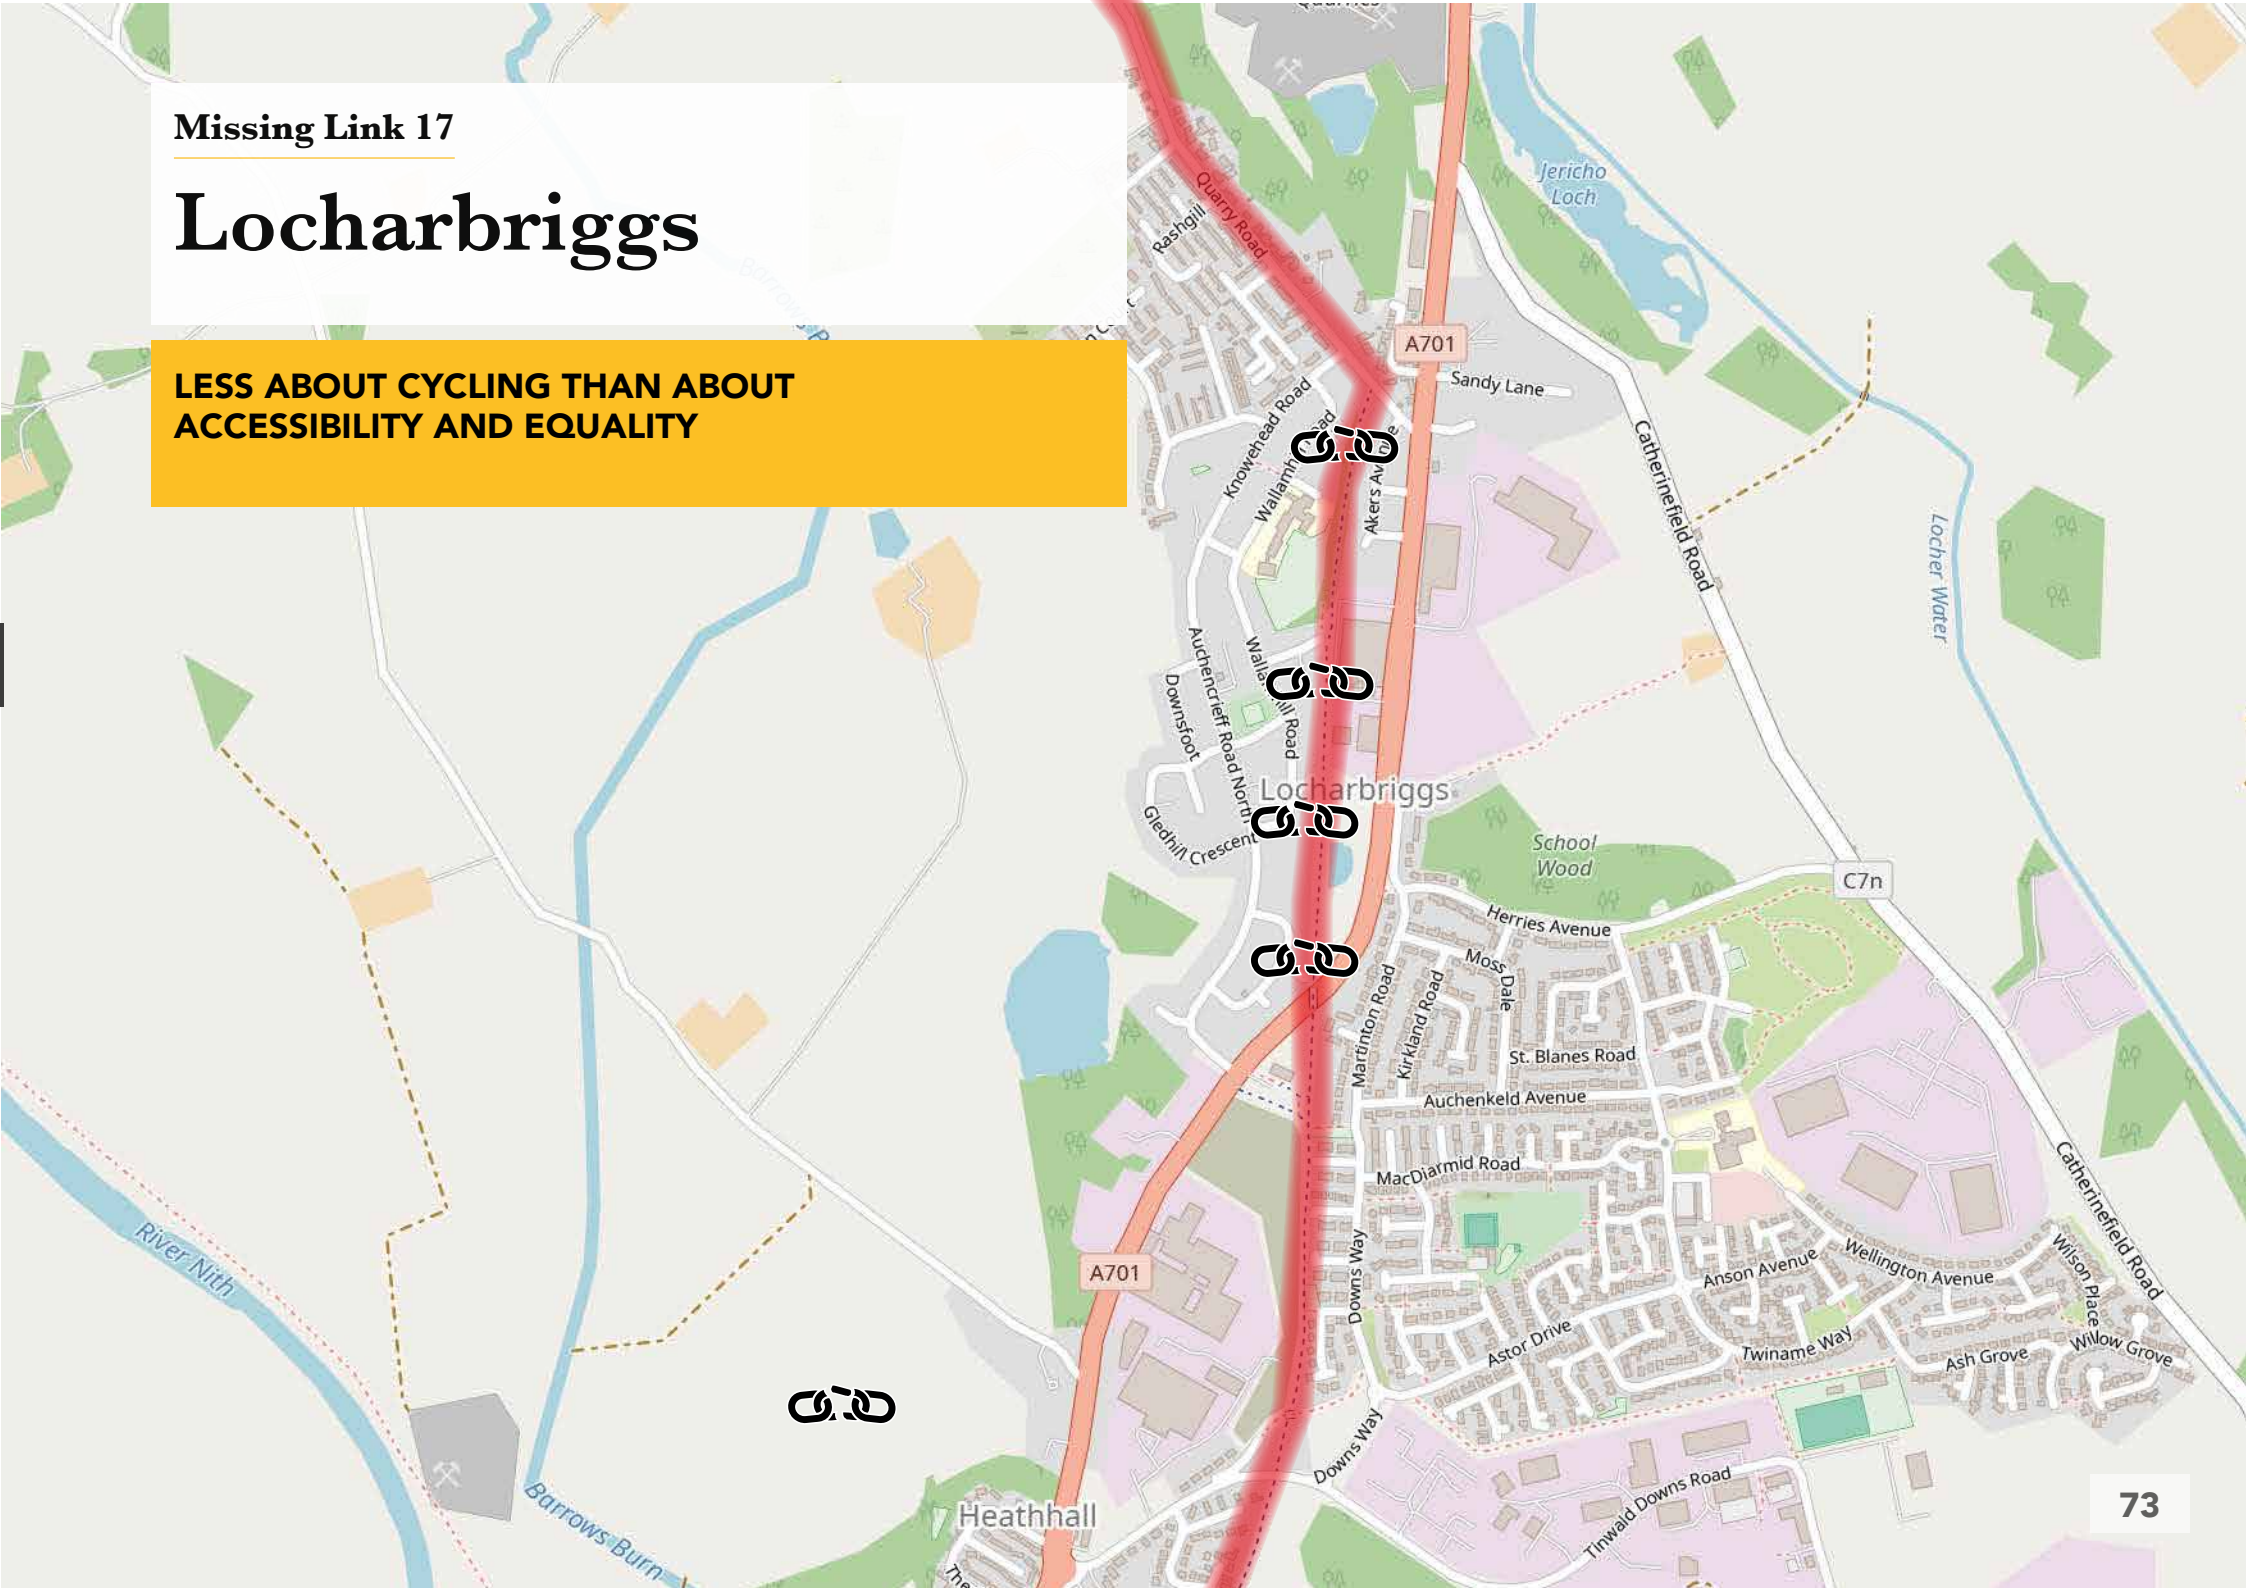 Quarries
Missing Link 17
Locharbriggs
LESS ABOUT CYCLING THAN ABOUT
ACCESSIBILITY AND EQUALITY
Jericho
Loch
Quarry Road
Rashgill
Barrows
A701
Sandy Lane
Knowehead Road
Akers Avenue
Catherinefield Road
Locher Water
Auchencrieff Road North
Downsfoot
Road
Locharbriggs
Gledhill Crescent
School
Wood
C7n
Herries Avenue
Moss Dale
Martinton Road
Kirkland Road
St. Blanes Road
Auchenkeld Avenue
MacDiarmid Road
Catherinefield Road
River Nith
A701
Downs Way
Anson Avenue
Wellington Avenue
Wilson Place
Astor Drive
Twiname Way
Ash Grove
Willow Grove
Downs Way
Tinwald Downs Road
Barrows Burn
Heathhall
The
73